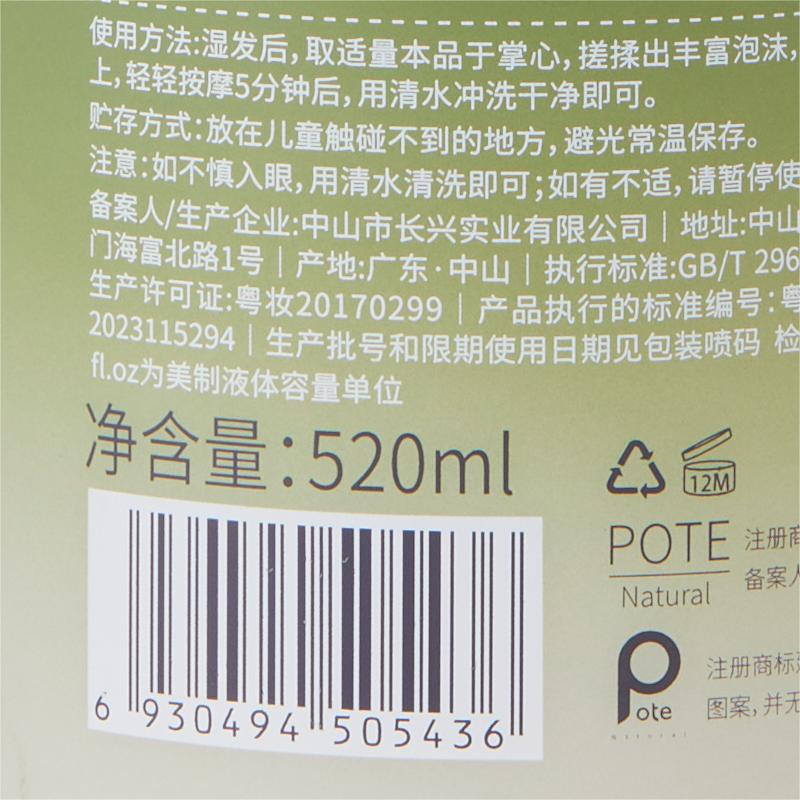 使用方法:湿发后,取适量本品于掌心,搓揉出丰富泡沫,
上,轻轻按摩5分钟后,用清水冲洗干净即可。
贮存方式:放在儿童触碰不到的地方,避光常温保存。
注意:如不慎入眼,用清水清洗即可;如有不适,请暂停使
备案人/生产企业:中山市长兴实业有限公司｜地址:中山
门海富北路1号｜产地:广东·中山｜执行标准:GB/T 296
生产许可证:粤妆20170299｜产品执行的标准编号:粤
2023115294｜生产批号和限期使用日期见包装喷码 检
fl.oz为美制液体容量单位
净含量:520ml
12M
POTE
Natural
注册商
备案人
6 930494 505436
Pote
NATURAL
注册商标
图案,并无